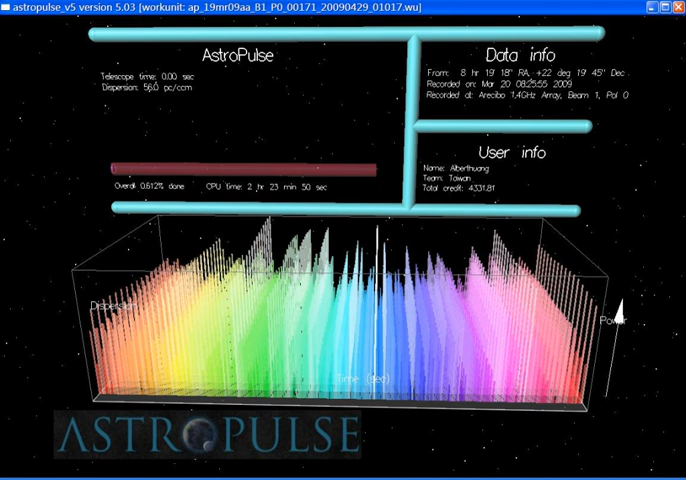 astropulse_v5 version 5.03 [workunit: ap_19mr09aa_B1_P0_00171_20090429_01017.wu]
AstroPulse
Telescope time: 0.00 sec
Dispersion: 56.0 pc/ccm
Overall 0.612% done CPU time: 2 hr 23 min 50 sec
Data info
From: 8 hr 19' 18" RA, +22 deg 19' 45" Dec
Recorded on: Mar 20 08:25:55 2009
Recorded at: Arecibo 1.4GHz Array, Beam 1, Pol 0
User info
Name: Alberthuang
Team: Taiwan
Total credit: 4331.81
Dispersion
Power
Time (sec)
ASTROPULSE